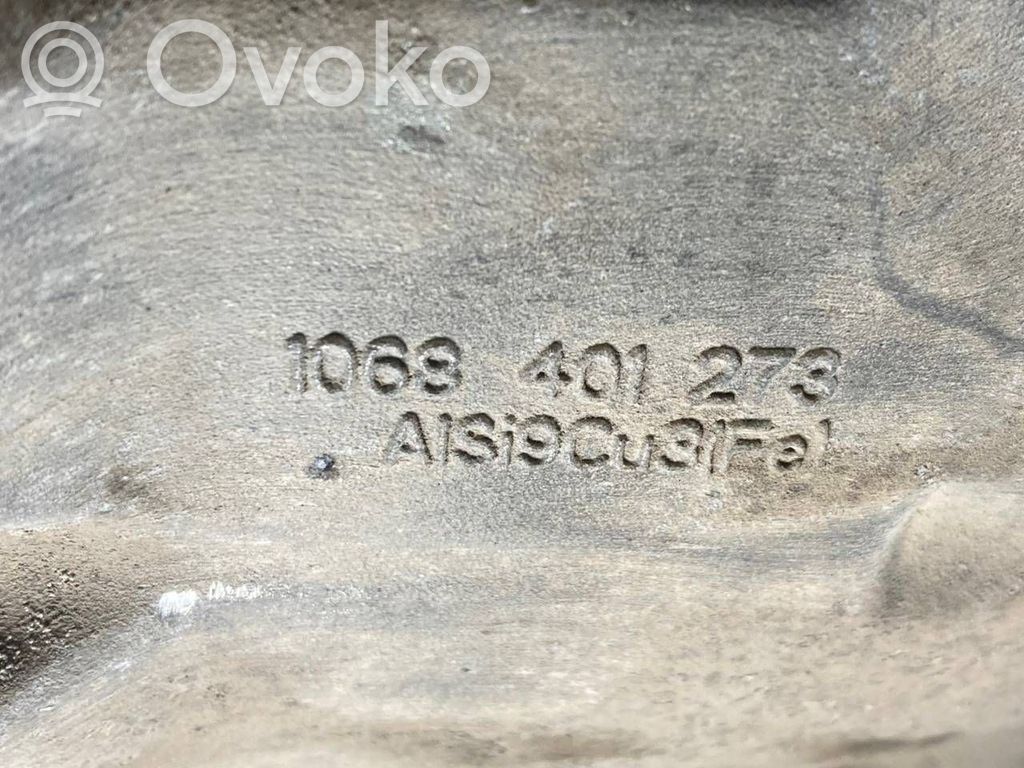 Ovoko
1068 401 273
AlSi9Cu3(Fe)